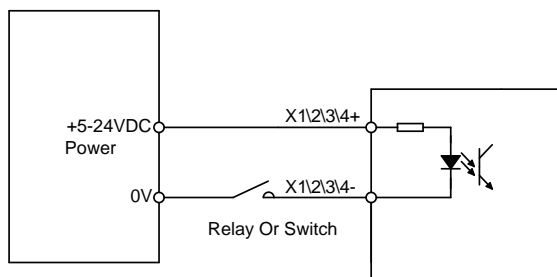 X1\2\3\4+
+5-24VDC
Power
X1\2\3\4-
0V
Relay Or Switch